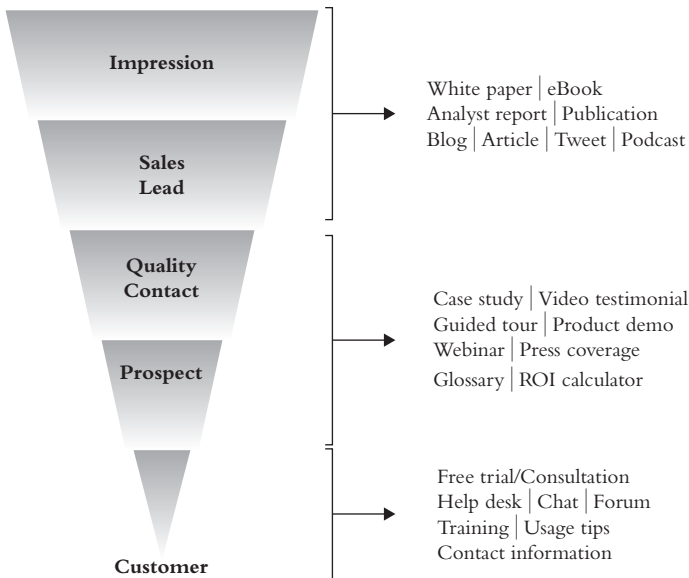 Impression
White paper | eBook
Analyst report | Publication
Blog | Article | Tweet | Podcast
Sales
Lead
Quality
Contact
Case study | Video testimonial
Guided tour | Product demo
Webinar | Press coverage
Glossary | ROI calculator
Prospect
Free trial/Consultation
Help desk | Chat | Forum
Training | Usage tips
Contact information
Customer